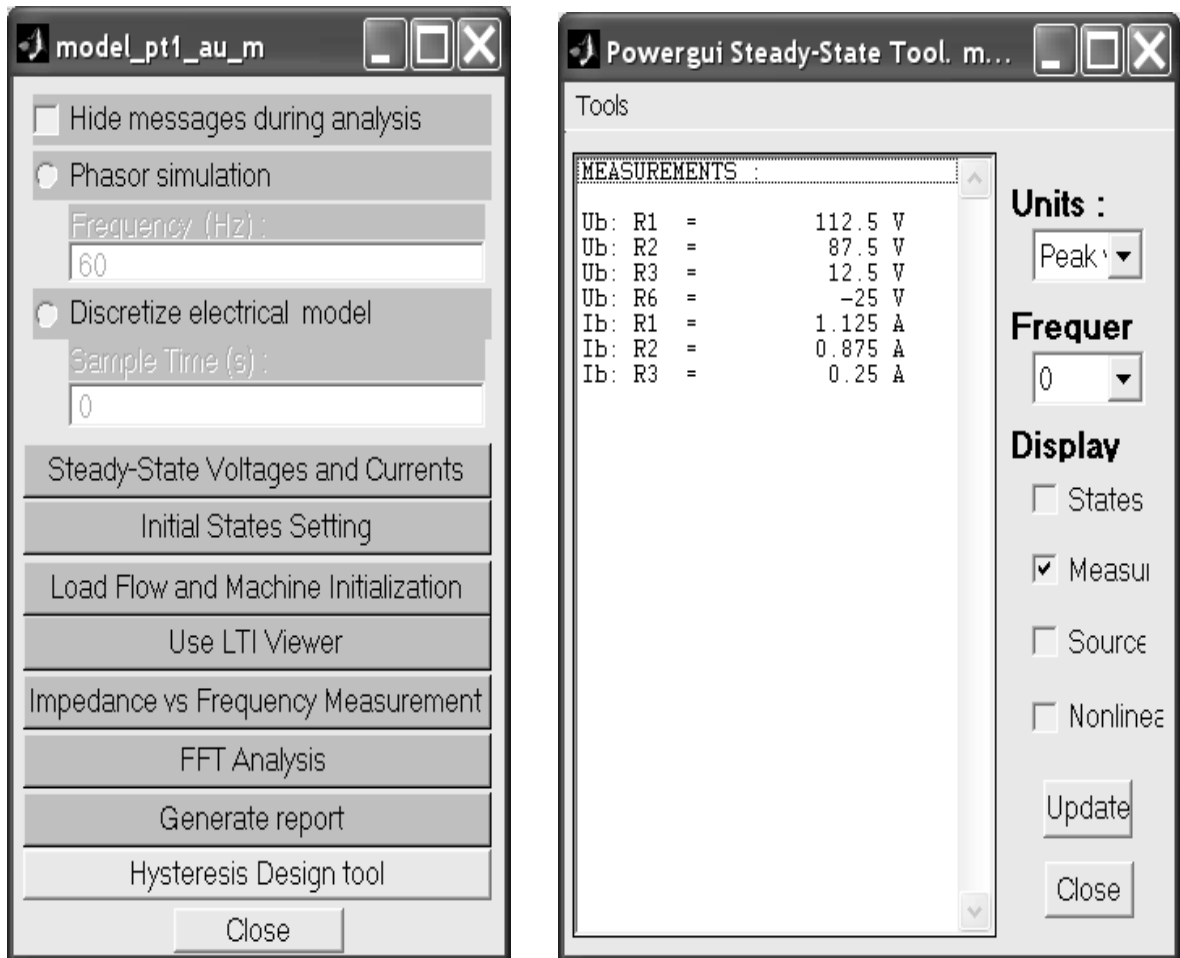 model_pt1_au_m
Hide messages during analysis
Phasor simulation
Frequency (Hz) :
60
Discretize electrical model
Sample Time (s) :
0
Steady-State Voltages and Currents
Initial States Setting
Load Flow and Machine Initialization
Use LTI Viewer
Impedance vs Frequency Measurement
FFT Analysis
Generate report
Hysteresis Design tool
Close
Powergui Steady-State Tool. m...
Tools
MEASUREMENTS :
Ub: R1 = 112.5 V
Ub: R2 = 87.5 V
Ub: R3 = 12.5 V
Ub: R6 = -25 V
Ib: R1 = 1.125 A
Ib: R2 = 0.875 A
Ib: R3 = 0.25 A
Units :
Peak
Frequer
0
Display
States
Measur
Source
Nonlinea
Update
Close